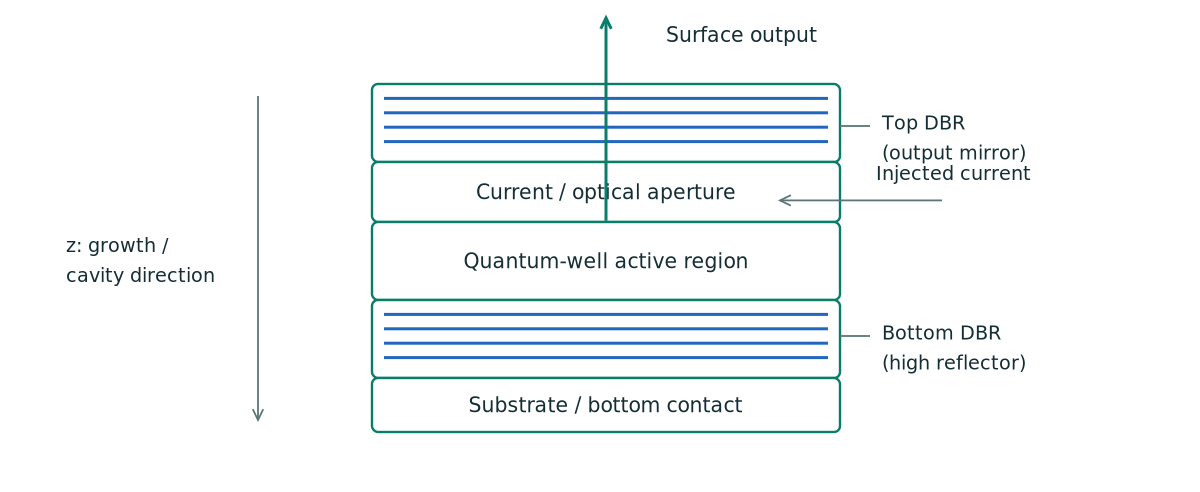 Surface output
Top DBR
(output mirror)
Injected current
Current / optical aperture
z: growth /
cavity direction
Quantum-well active region
Bottom DBR
(high reflector)
Substrate / bottom contact